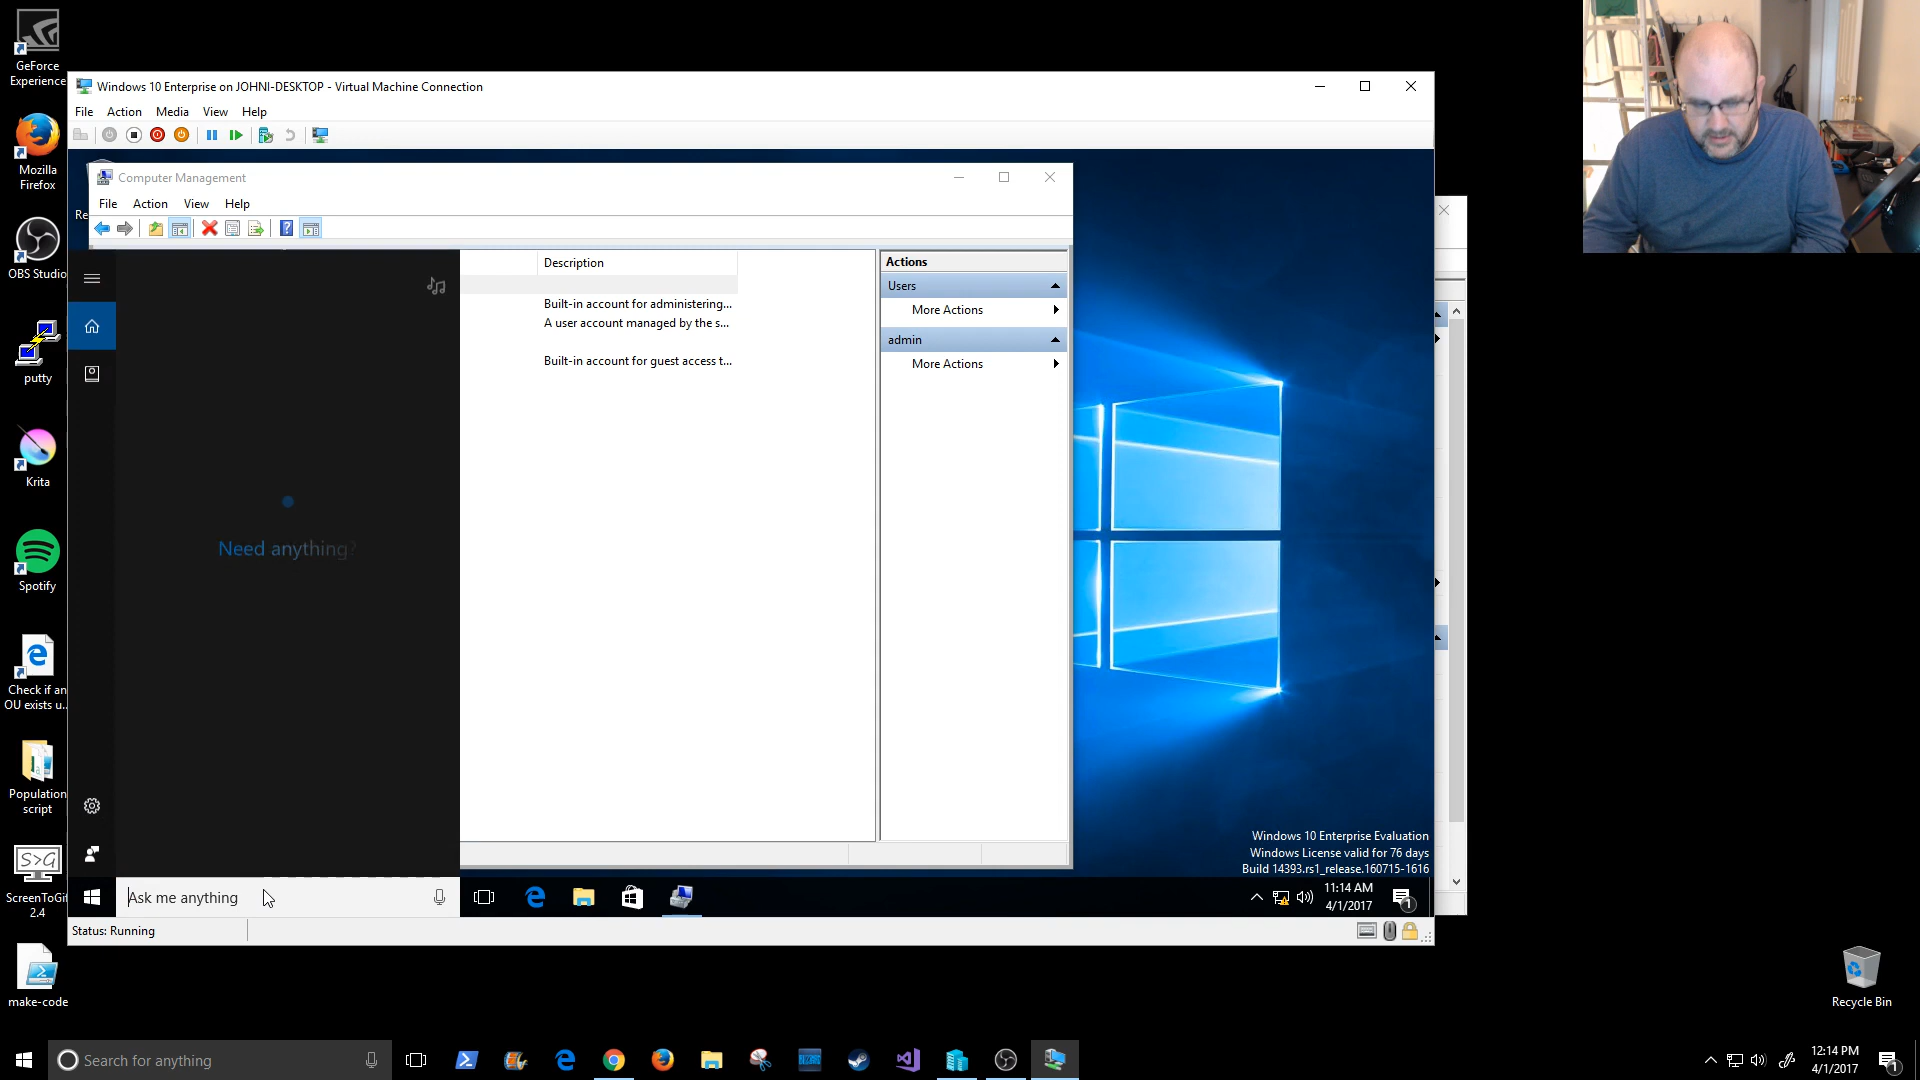 GeForce
Experience
Mozilla
Firefox
OBS Studio
putty
Krita
Spotify
Check if an
OU exists u...
Population
script
S>G
ScreenToGif
2.4
make-code
Windows 10 Enterprise on JOHNI-DESKTOP - Virtual Machine Connection
File Action Media View Help
Re
Computer Management
File Action View Help
Description
Built-in account for administering...
A user account managed by the s...
Built-in account for guest access t...
Actions
Users
More Actions
admin
More Actions
Need anything?
Windows 10 Enterprise Evaluation
Windows License valid for 76 days
Build 14393.rs1_release.160715-1616
Ask me anything
11:14 AM
4/1/2017
1
Status: Running
Recycle Bin
Search for anything
12:14 PM
4/1/2017
1